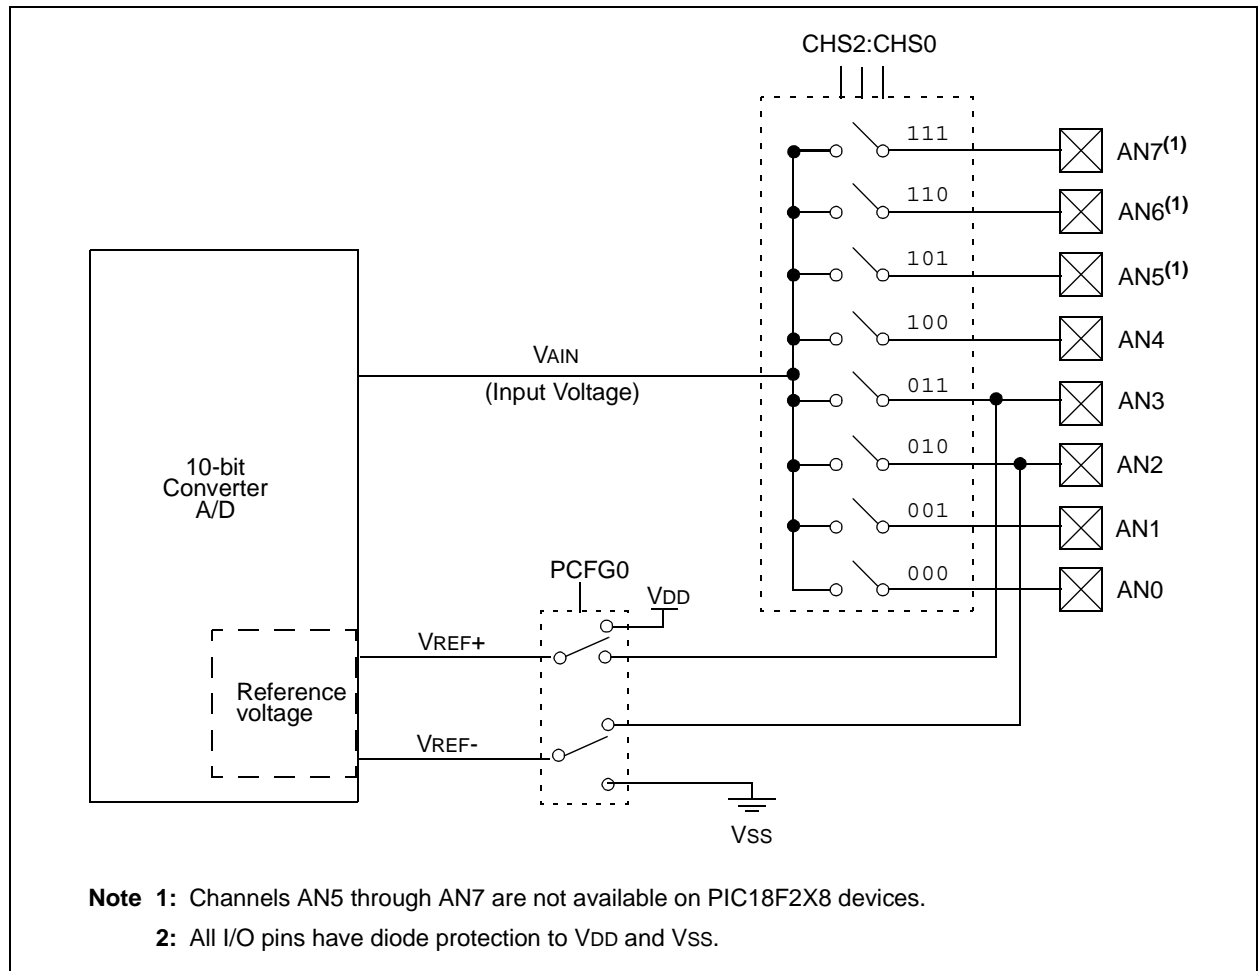 CHS2:CHS0
111
AN7(1)
110
AN6(1)
101
AN5(1)
100
AN4
VAIN
(Input Voltage)
011
AN3
010
AN2
10-bit
Converter
A/D
001
AN1
PCFG0
000
AN0
VDD
VREF+
Reference
voltage
VREF-
VSS
Note 1: Channels AN5 through AN7 are not available on PIC18F2X8 devices.
2: All I/O pins have diode protection to VDD and VSS.